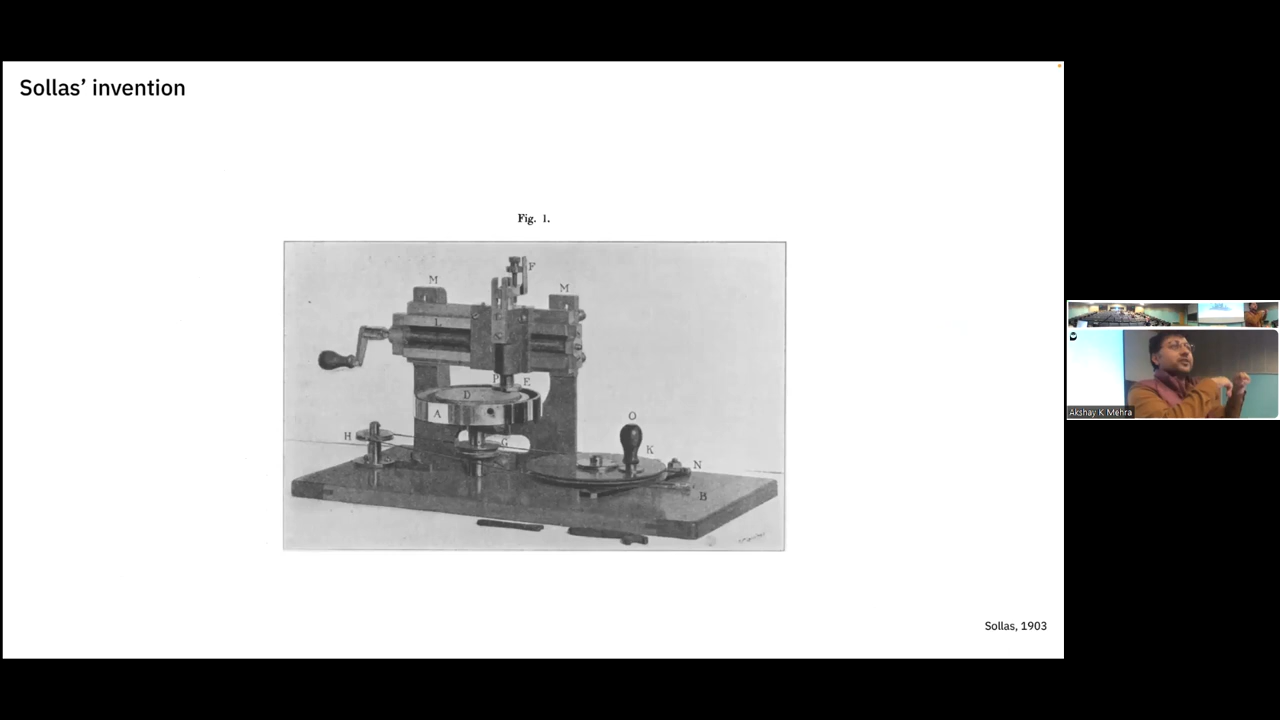 Sollas’ invention
Fig. 1.
F
M
M
L
P
E
D
A
H
G
O
K
N
B
Sollas, 1903
Akshay K Mehra